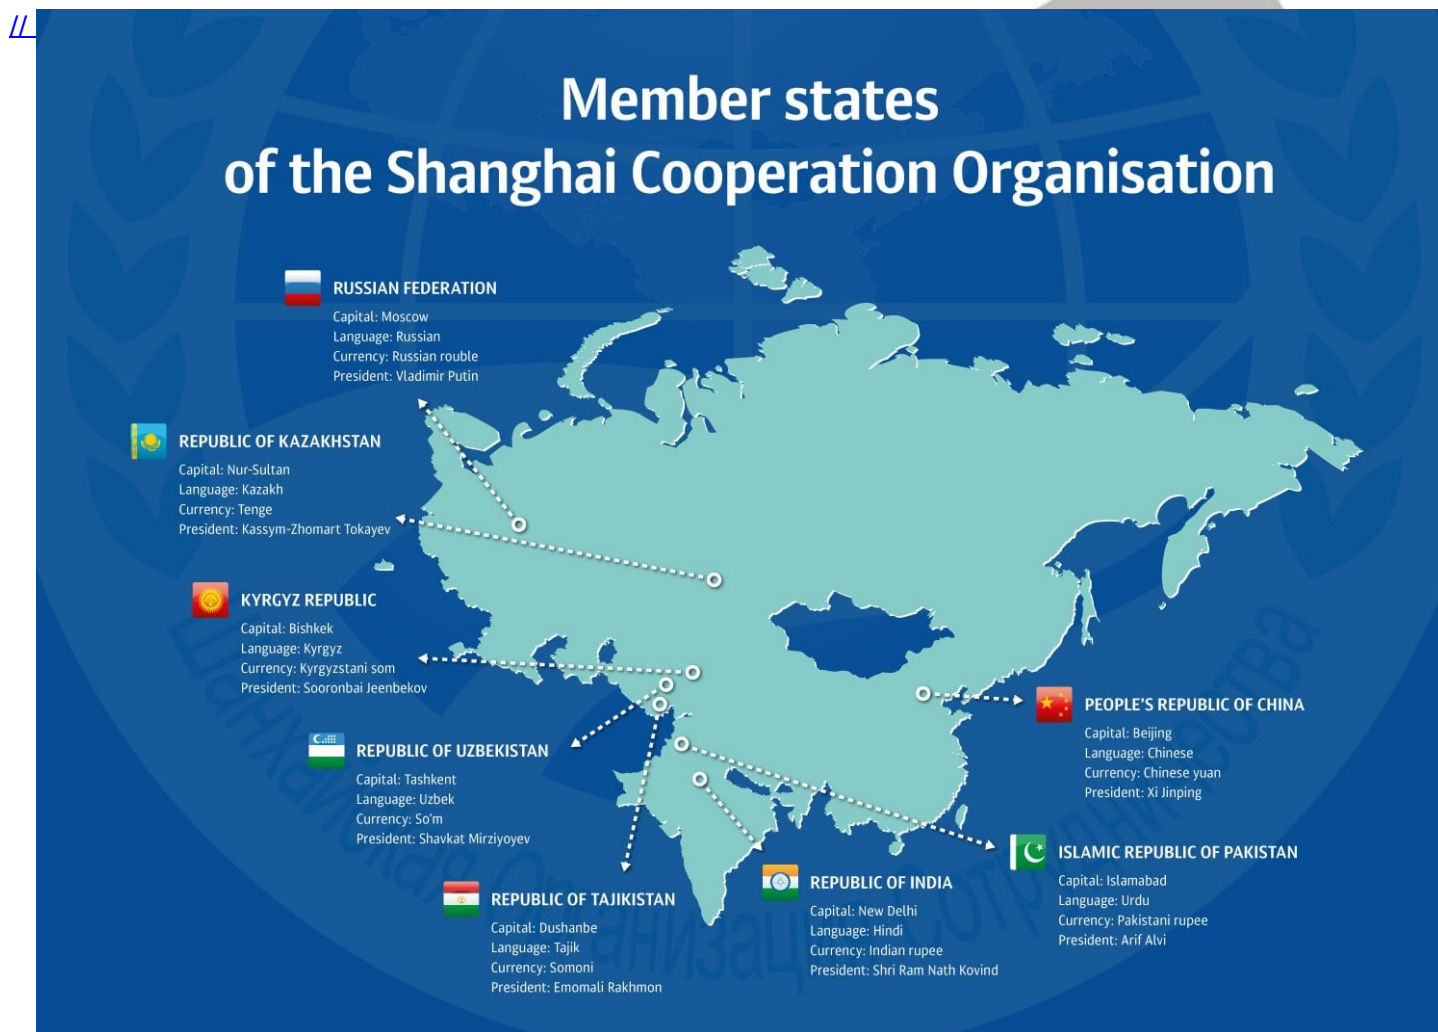 //
Member states
of the Shanghai Cooperation Organisation
RUSSIAN FEDERATION
Capital: Moscow
Language: Russian
Currency: Russian rouble
President: Vladimir Putin
REPUBLIC OF KAZAKHSTAN
Capital: Nur-Sultan
Language: Kazakh
Currency: Tenge
President: Kassym-Zhomart Tokayev
KYRGYZ REPUBLIC
Capital: Bishkek
Language: Kyrgyz
Currency: Kyrgyzstani som
President: Sooronbai Jeenbekov
REPUBLIC OF UZBEKISTAN
Capital: Tashkent
Language: Uzbek
Currency: So'm
President: Shavkat Mirziyoyev
REPUBLIC OF TAJIKISTAN
Capital: Dushanbe
Language: Tajik
Currency: Somoni
President: Emomali Rakhmon
REPUBLIC OF INDIA
Capital: New Delhi
Language: Hindi
Currency: Indian rupee
President: Shri Ram Nath Kovind
PEOPLE'S REPUBLIC OF CHINA
Capital: Beijing
Language: Chinese
Currency: Chinese yuan
President: Xi Jinping
ISLAMIC REPUBLIC OF PAKISTAN
Capital: Islamabad
Language: Urdu
Currency: Pakistani rupee
President: Arif Alvi
Шанхайская Организация Сотрудничества